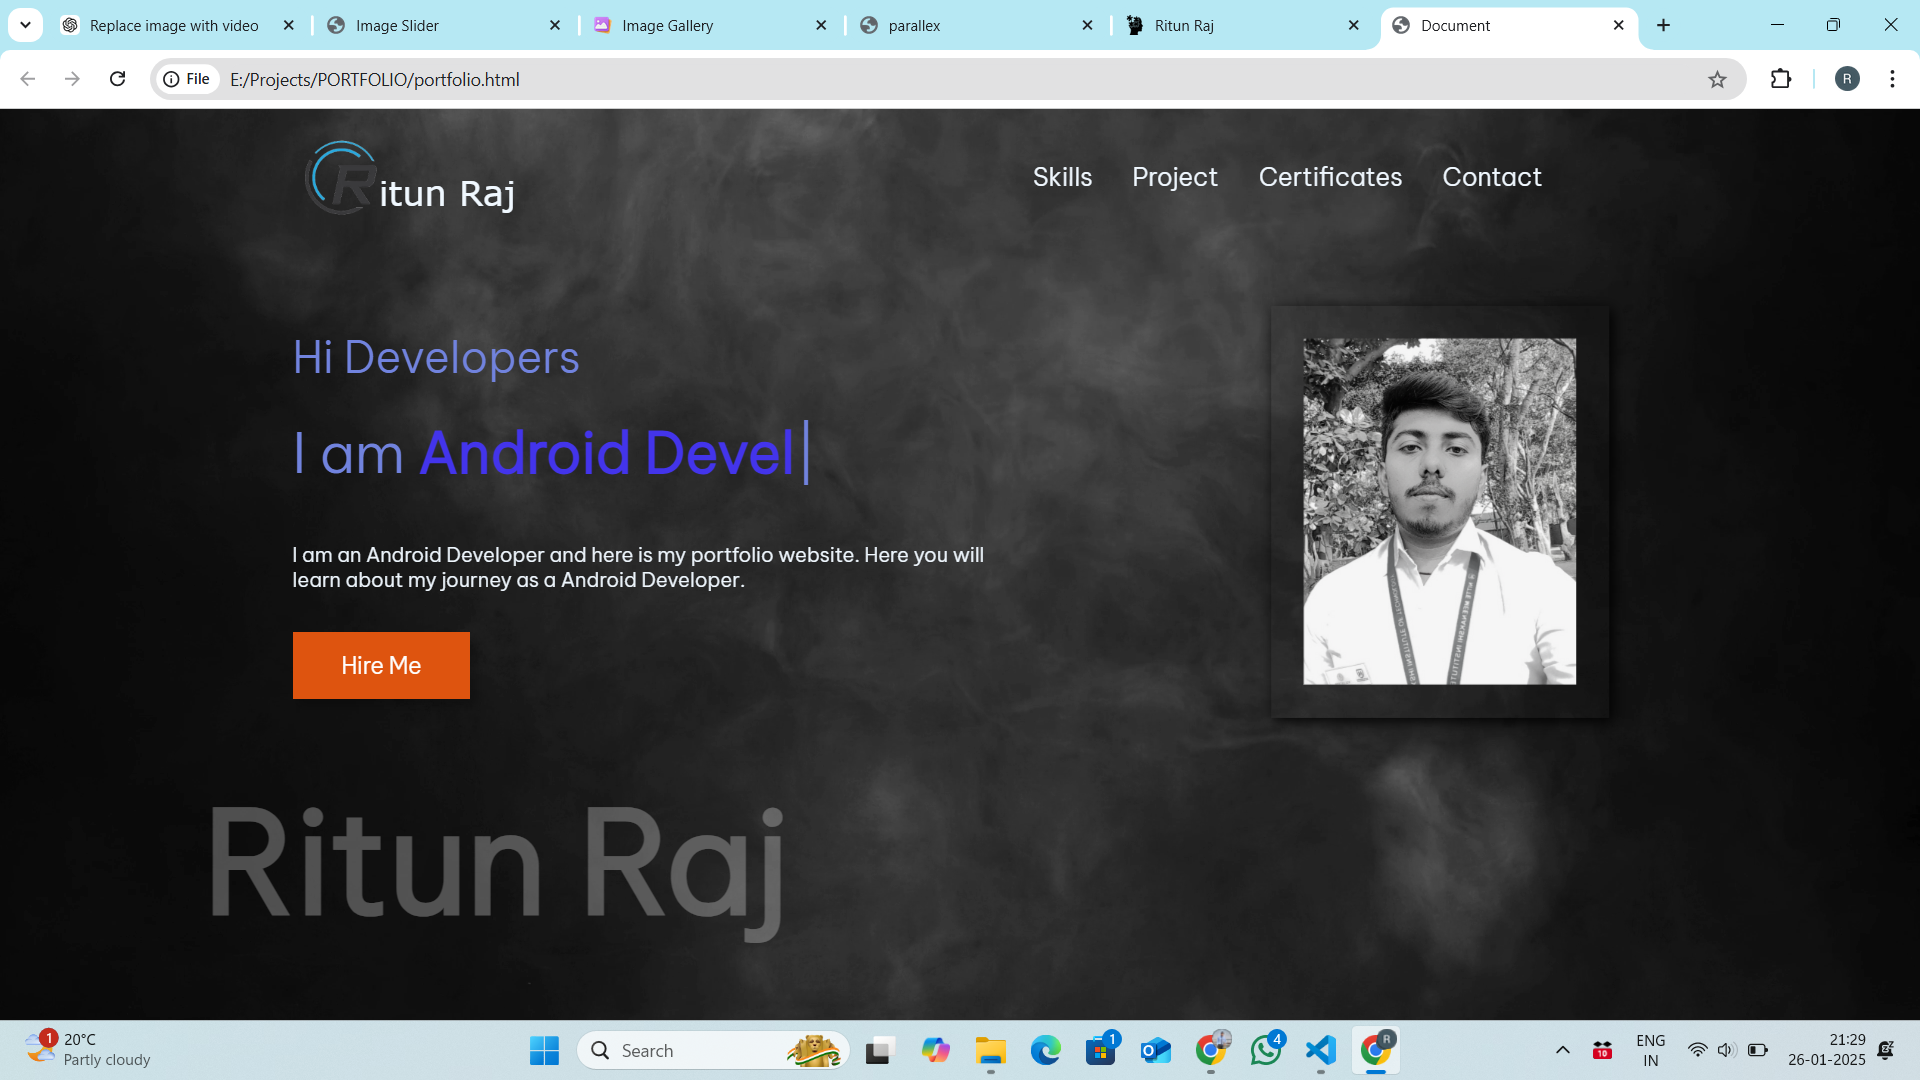 Replace image with video
Image Slider
Image Gallery
parallex
Ritun Raj
Document
File
E:/Projects/PORTFOLIO/portfolio.html
R
Ritun Raj
Skills
Project
Certificates
Contact
Hi Developers
I am Android Devel
I am an Android Developer and here is my portfolio website. Here you will
learn about my journey as a Android Developer.
Hire Me
Ritun Raj
1
20°C
Partly cloudy
Search
1
4
R
10
ENG
IN
21:29
26-01-2025